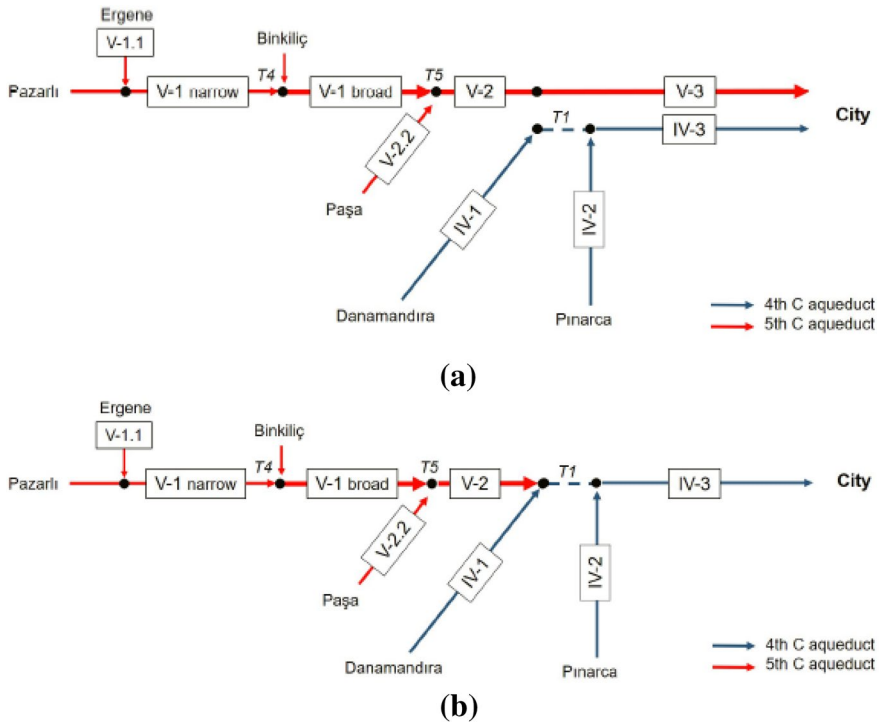 Ergene
V-1.1
Binkiliç
Pazarlı
V-1 narrow
T4
V-1 broad
T5
V-2
V-3
City
T1
IV-3
V-2.2
Paşa
IV-1
IV-2
Danamandıra
Pınarca
4th C aqueduct
5th C aqueduct
(a)
Ergene
V-1.1
Binkiliç
Pazarlı
V-1 narrow
T4
V-1 broad
T5
V-2
T1
IV-3
City
V-2.2
Paşa
IV-1
IV-2
Danamandıra
Pınarca
4th C aqueduct
5th C aqueduct
(b)